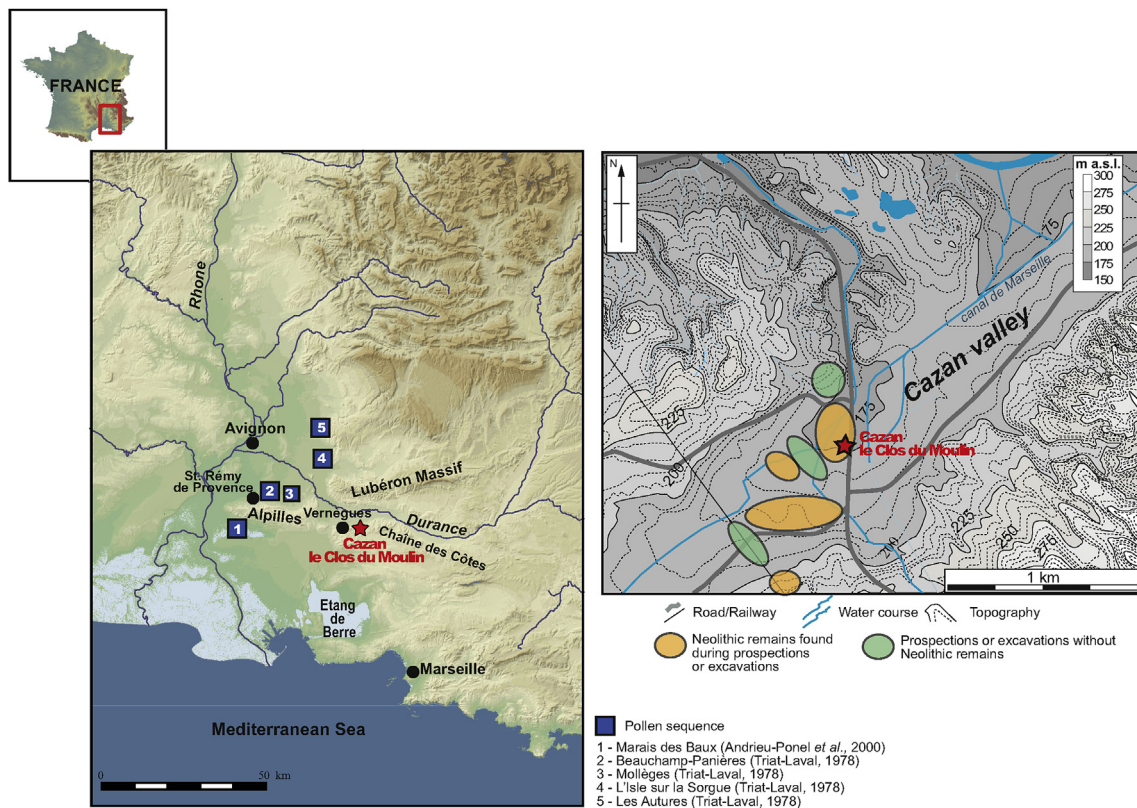 FRANCE
Rhone
Avignon
5
4
St. Rémy
de Provence
2
3
Alpilles
1
Lubéron Massif
Vernègues
Durance
Chaîne des Côtes
Cazan
le Clos du Moulin
Etang
de
Berre
Marseille
Mediterranean Sea
0
50 km
N
m a.s.l.
300
275
250
225
200
175
150
75
canal de Marseille
Cazan valley
225
200
175
Cazan
le Clos du Moulin
225
250
275
1 km
Road/Railway
Water course
Topography
Neolithic remains found
during prospections
or excavations
Prospections or excavations without
Neolithic remains
Pollen sequence
1 - Marais des Baux (Andrieu-Ponel et al., 2000)
2 - Beauchamp-Panières (Triat-Laval, 1978)
3 - Mollèges (Triat-Laval, 1978)
4 - L'Isle sur la Sorgue (Triat-Laval, 1978)
5 - Les Autures (Triat-Laval, 1978)